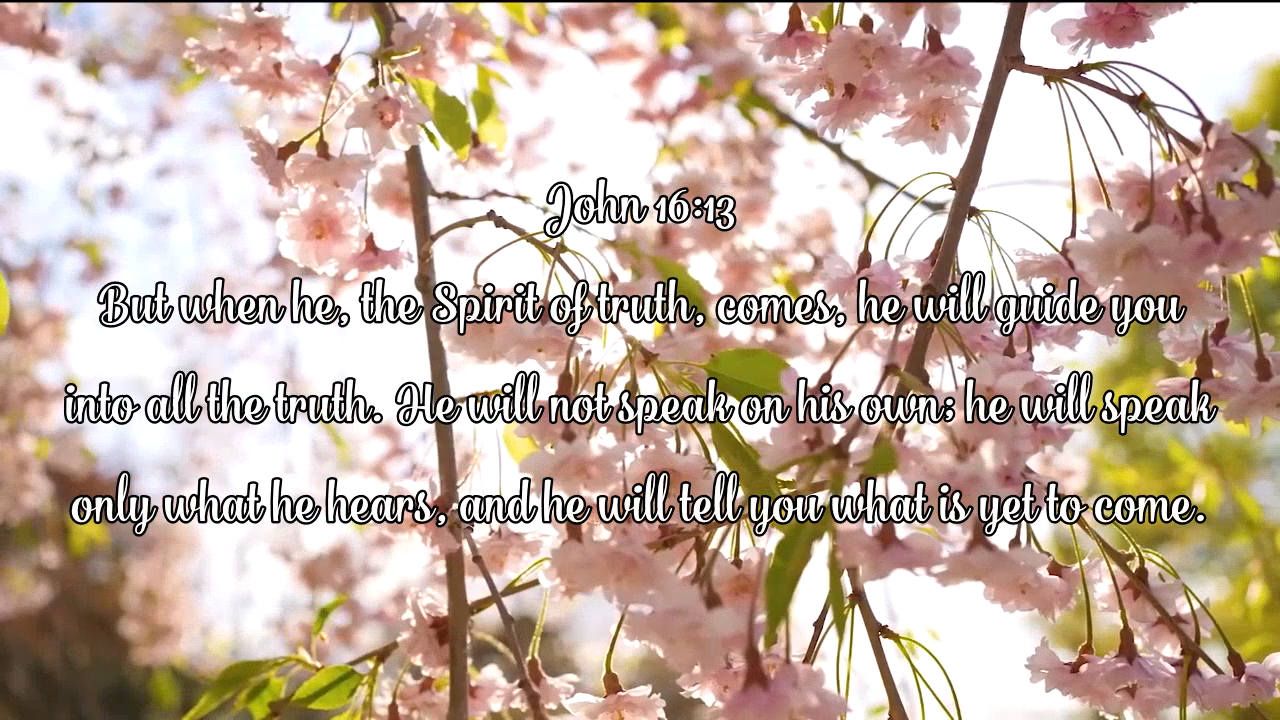 John 16:13
But when he, the Spirit of truth, comes, he will guide you
into all the truth. He will not speak on his own; he will speak
only what he hears, and he will tell you what is yet to come.